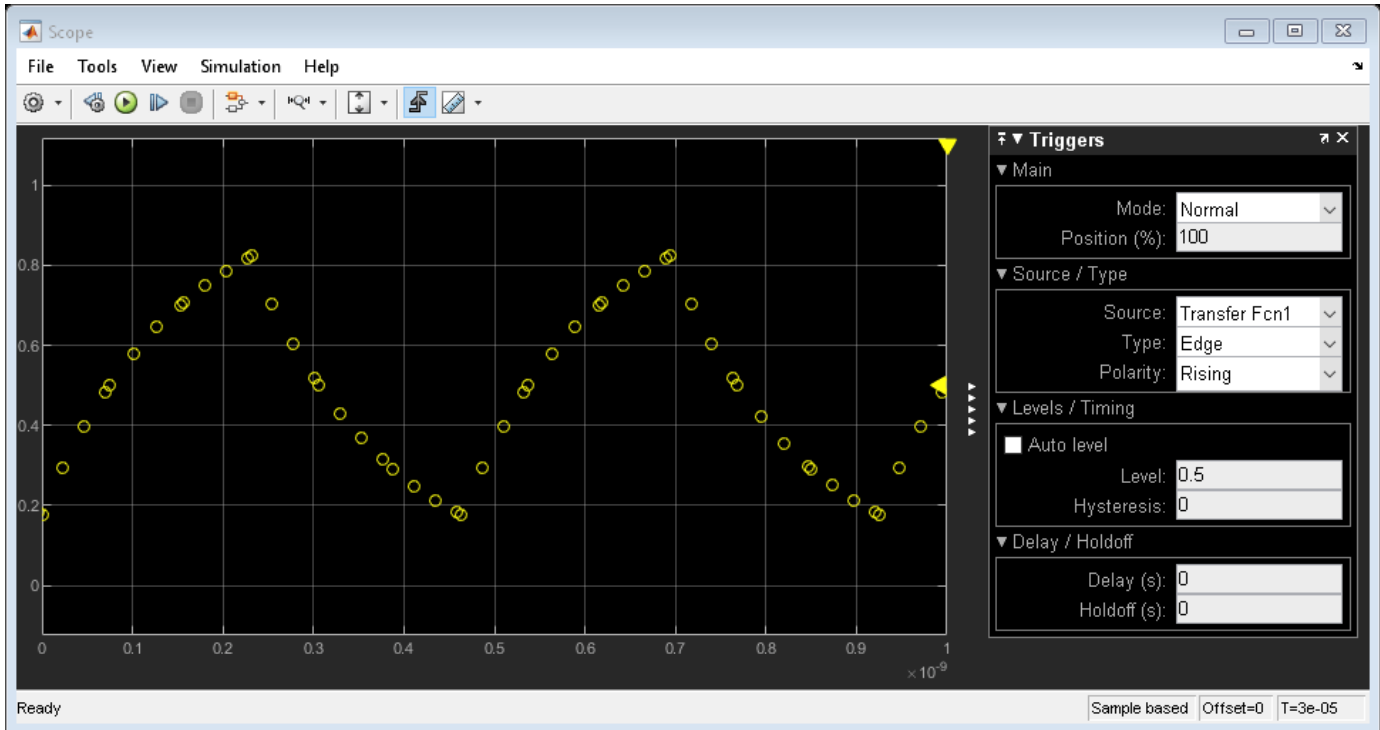 Scope
File Tools View Simulation Help
Triggers
Main
Mode: Normal
Position (%): 100
Source / Type
Source: Transfer Fcn1
Type: Edge
Polarity: Rising
Levels / Timing
Auto level
Level: 0.5
Hysteresis: 0
Delay / Holdoff
Delay (s): 0
Holdoff (s): 0
1
0.8
0.6
0.4
0.2
0
0 0.1 0.2 0.3 0.4 0.5 0.6 0.7 0.8 0.9 1
×10⁻⁹
Ready Sample based Offset=0 T=3e-05